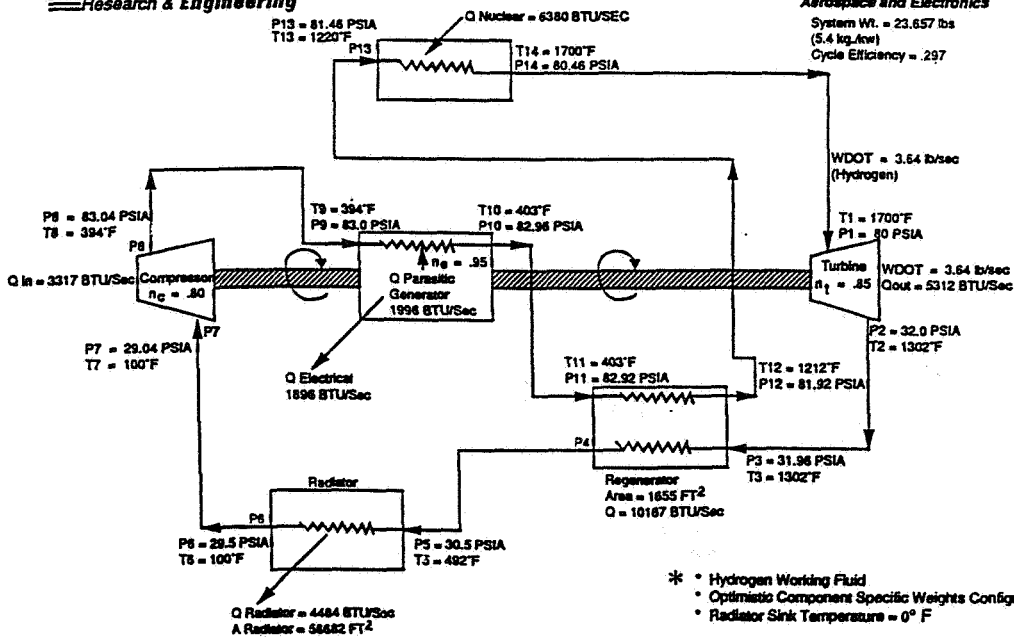 Research & Engineering
Aerospace and Electronics
System Wt. = 23.657 lbs
(5.4 kg./kw)
Cycle Efficiency = .297
P13 = 81.46 PSIA
T13 = 1220°F
P13
Q Nuclear = 6380 BTU/SEC
T14 = 1700°F
P14 = 80.46 PSIA
WDOT = 3.64 lb/sec
(Hydrogen)
P8 = 83.04 PSIA
T8 = 394°F
P8
T9 = 394°F
P9 = 83.0 PSIA
T10 = 403°F
P10 = 82.96 PSIA
T1 = 1700°F
P1 = 80 PSIA
Q in = 3317 BTU/Sec
Compressor
nc = .80
ne = .95
Q Parasitic
Generator
1996 BTU/Sec
Turbine
nt = .85
WDOT = 3.64 lb/sec
Qout = 5312 BTU/Sec
P7
P7 = 29.04 PSIA
T7 = 100°F
P2 = 32.0 PSIA
T2 = 1302°F
Q Electrical
1896 BTU/Sec
T11 = 403°F
P11 = 82.92 PSIA
T12 = 1212°F
P12 = 81.92 PSIA
P4
P3 = 31.96 PSIA
T3 = 1302°F
Regenerator
Area = 1655 FT²
Q = 10187 BTU/Sec
Radiator
P6
P6 = 29.5 PSIA
T6 = 100°F
P5 = 30.5 PSIA
T3 = 492°F
Q Radiator = 4484 BTU/Sec
A Radiator = 56682 FT²
* • Hydrogen Working Fluid
• Optimistic Component Specific Weights Config
• Radiator Sink Temperature = 0° F